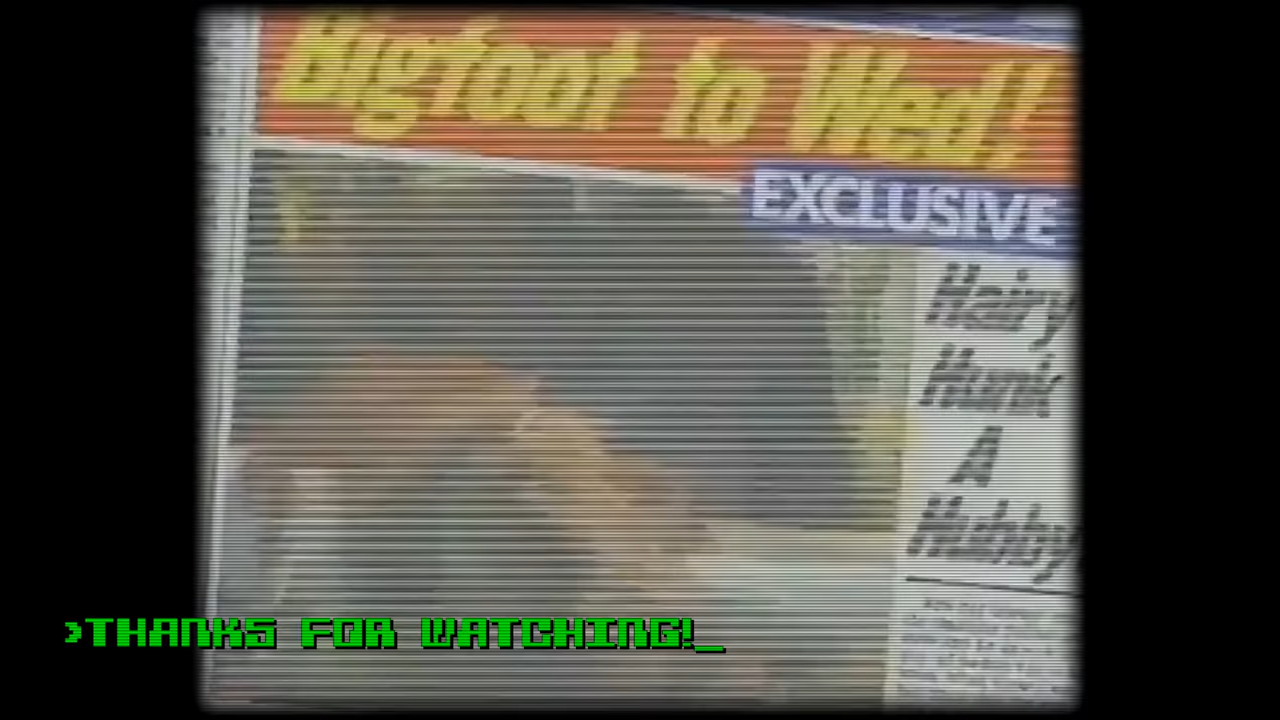 Bigfoot to Wed!
EXCLUSIVE
Hairy
Hunk
A
Hubby
>THANKS FOR WATCHING!_